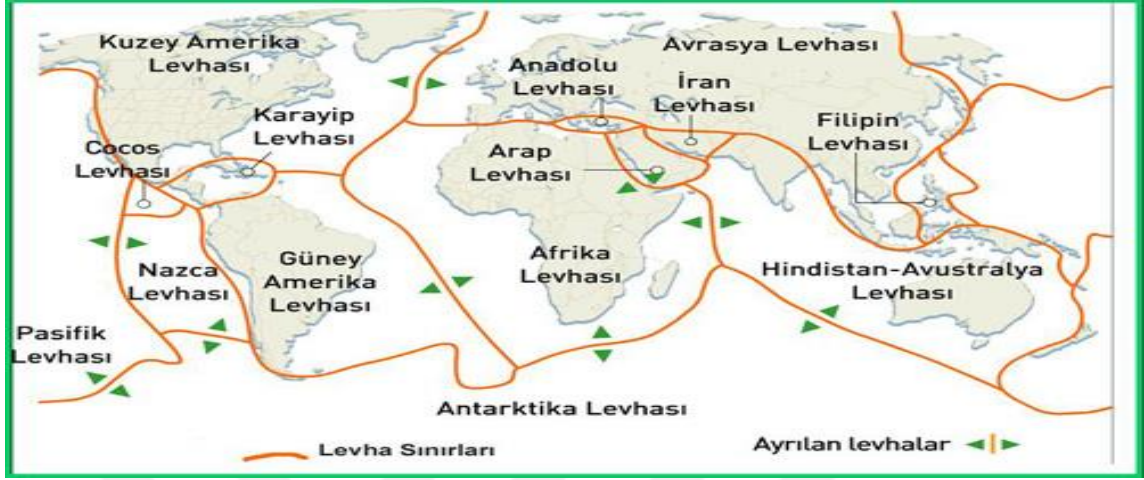 Kuzey Amerika
Levhası
Avrasya Levhası
Anadolu
Levhası
İran
Levhası
Karayip
Levhası
Filipin
Levhası
Cocos
Levhası
Arap
Levhası
Güney
Amerika
Levhası
Afrika
Levhası
Nazca
Levhası
Hindistan-Avustralya
Levhası
Pasifik
Levhası
Antarktika Levhası
Levha Sınırları
Ayrılan levhalar